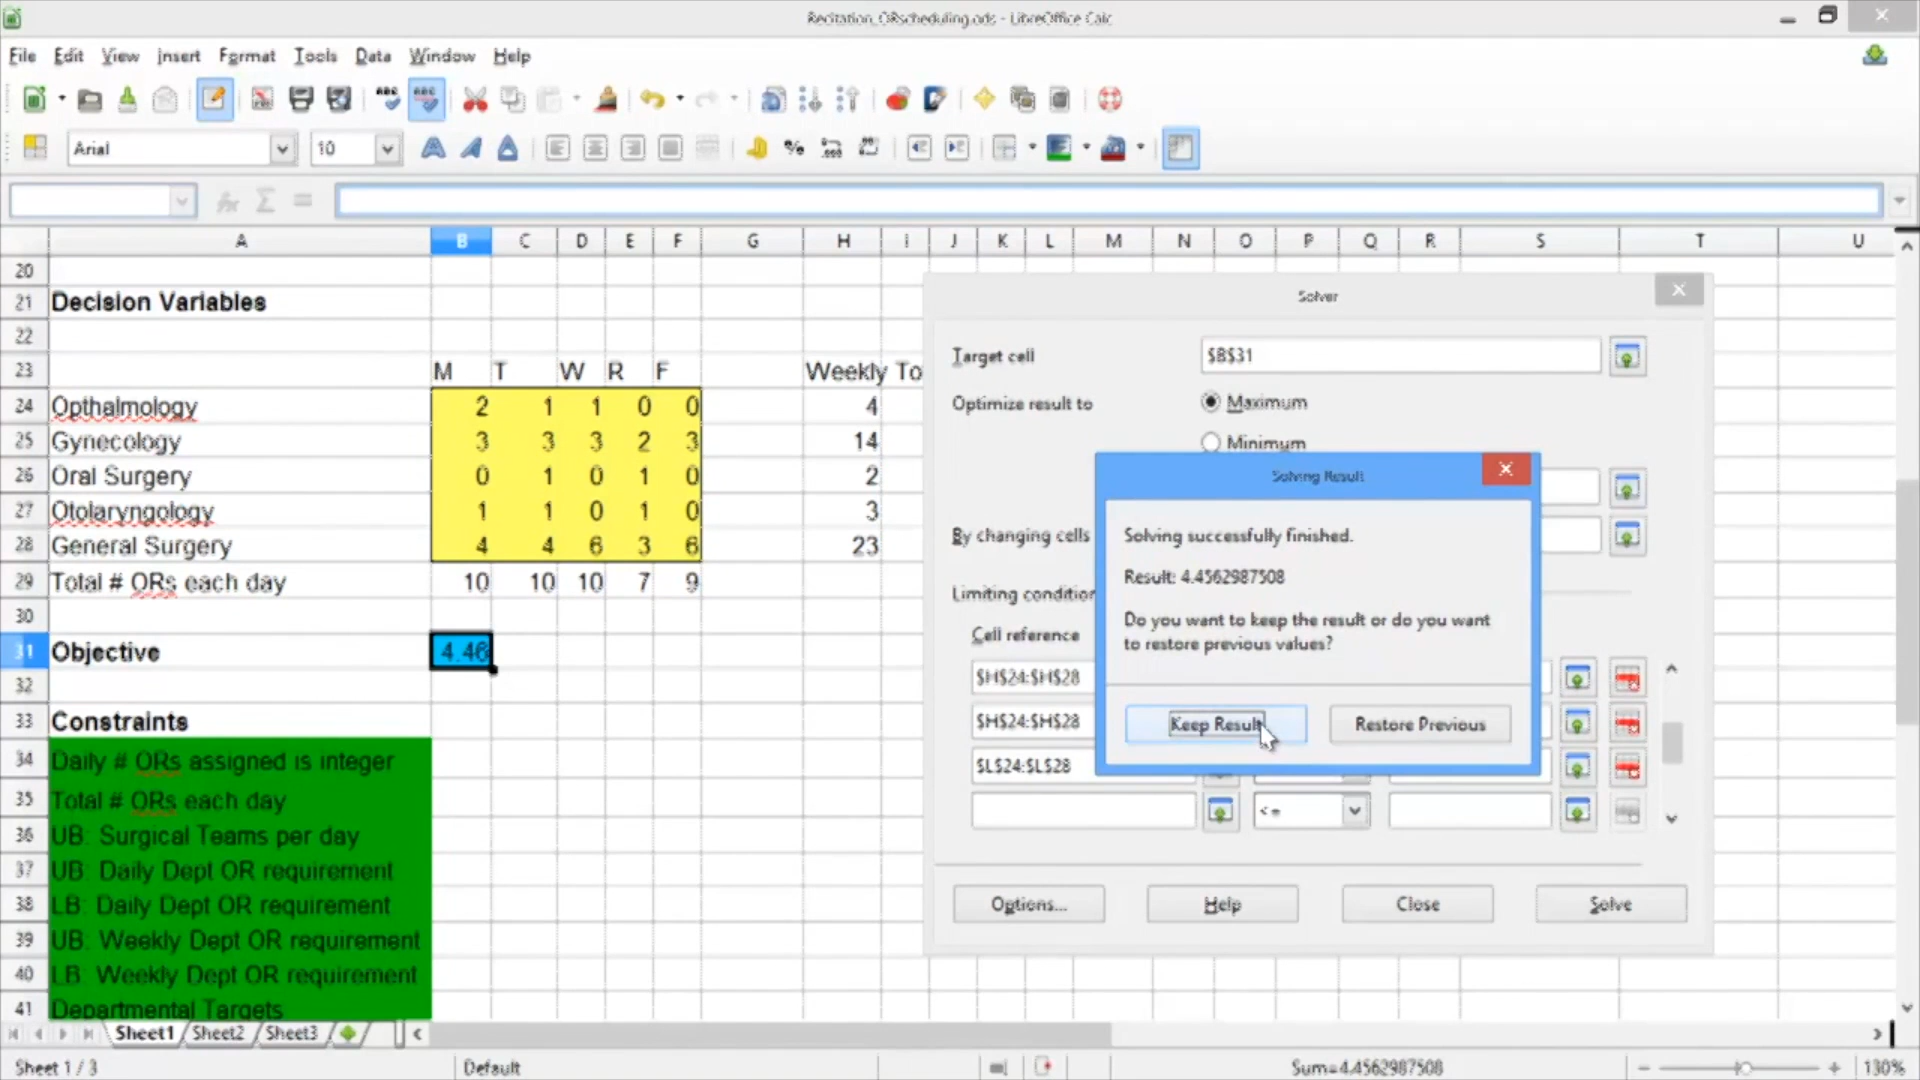 Recitation_ORscheduling.ods - LibreOffice Calc
File Edit View Insert Format Tools Data Window Help
Arial 10
A B C D E F G H I J K L M N O P Q R S T U
20
21 Decision Variables
22
23 M T W R F Weekly To
24 Opthalmology 2 1 1 0 0 4
25 Gynecology 3 3 3 2 3 14
26 Oral Surgery 0 1 0 1 0 2
27 Otolaryngology 1 1 0 1 0 3
28 General Surgery 4 4 6 3 6 23
29 Total # ORs each day 10 10 10 7 9
30
31 Objective 4.46
32
33 Constraints
34 Daily # ORs assigned is integer
35 Total # ORs each day
36 UB: Surgical Teams per day
37 UB: Daily Dept OR requirement
38 LB: Daily Dept OR requirement
39 UB: Weekly Dept OR requirement
40 LB: Weekly Dept OR requirement
41 Departmental Targets
Solver
Target cell $B$31
Optimize result to Maximum
Minimum
By changing cells
Limiting condition
Cell reference
$H$24:$H$28
$H$24:$H$28
$L$24:$L$28
<=
Options... Help Close Solve
Solving Result
Solving successfully finished.
Result: 4.4562987508
Do you want to keep the result or do you want
to restore previous values?
Keep Result Restore Previous
Sheet1 Sheet2 Sheet3
Sheet 1 / 3 Default Sum=4.4562987508 130%